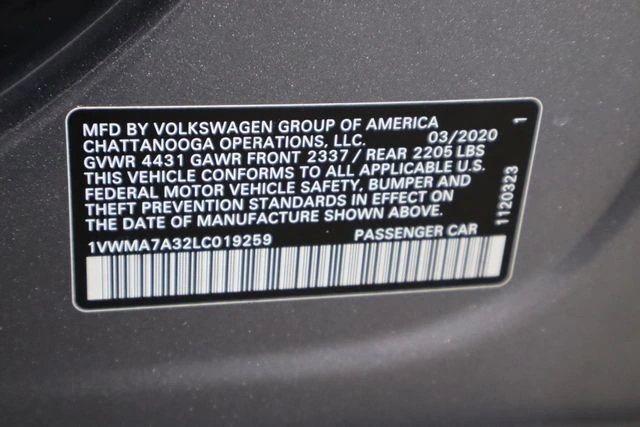 MFD BY VOLKSWAGEN GROUP OF AMERICA
CHATTANOOGA OPERATIONS, LLC. 03/2020
GVWR 4431 GAWR FRONT 2337 / REAR 2205 LBS
THIS VEHICLE CONFORMS TO ALL APPLICABLE U.S.
FEDERAL MOTOR VEHICLE SAFETY, BUMPER AND
THEFT PREVENTION STANDARDS IN EFFECT ON
THE DATE OF MANUFACTURE SHOWN ABOVE.
1VWMA7A32LC019259 PASSENGER CAR
1120323 1